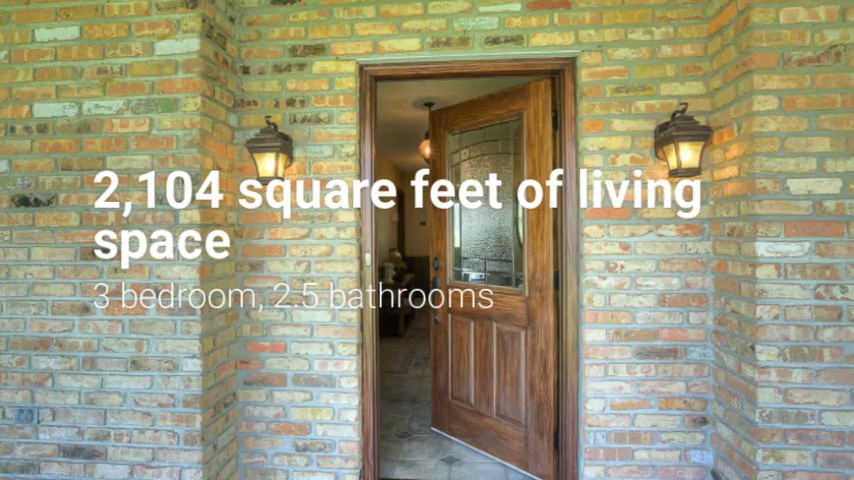 2,104 square feet of living
space
3 bedroom, 2.5 bathrooms